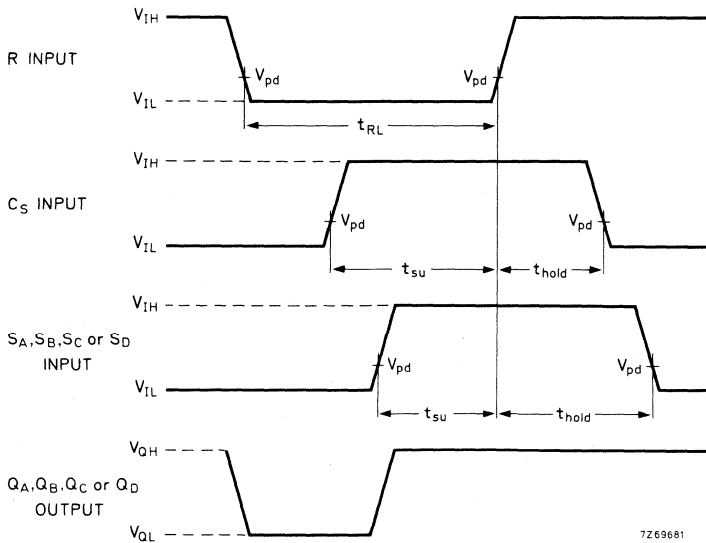 V_IH
R INPUT
V_pd
V_pd
V_IL
t_RL
V_IH
C_S INPUT
V_pd
V_pd
V_IL
t_su
t_hold
V_IH
S_A, S_B, S_C or S_D
INPUT
V_pd
V_pd
V_IL
t_su
t_hold
V_QH
Q_A, Q_B, Q_C or Q_D
OUTPUT
V_QL
7Z69681